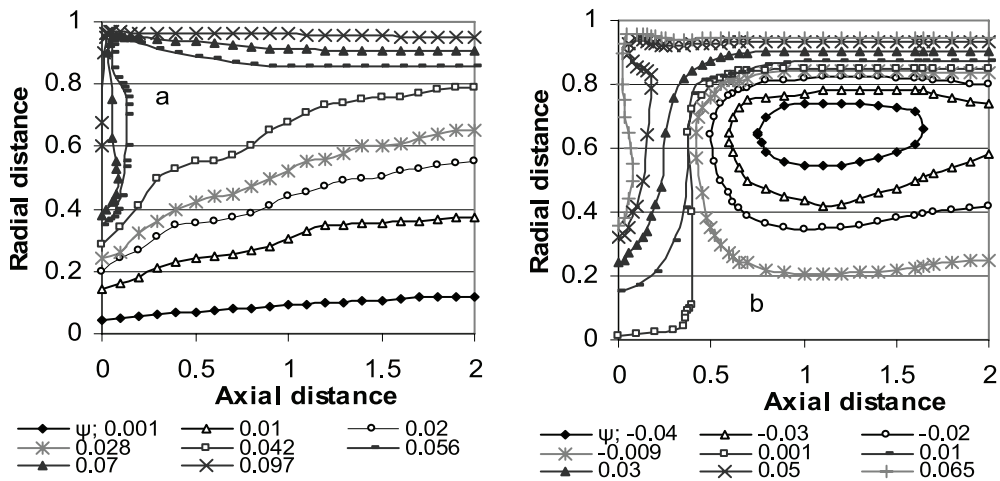 1
0.8
0.6
0.4
0.2
0
Radial distance
a
0 0.5 1 1.5 2
Axial distance
ψ; 0.001 0.01 0.02
0.028 0.042 0.056
0.07 0.097
1
0.8
0.6
0.4
0.2
0
Radial distance
b
0 0.5 1 1.5 2
Axial distance
ψ; -0.04 -0.03 -0.02
-0.009 0.001 0.01
0.03 0.05 0.065